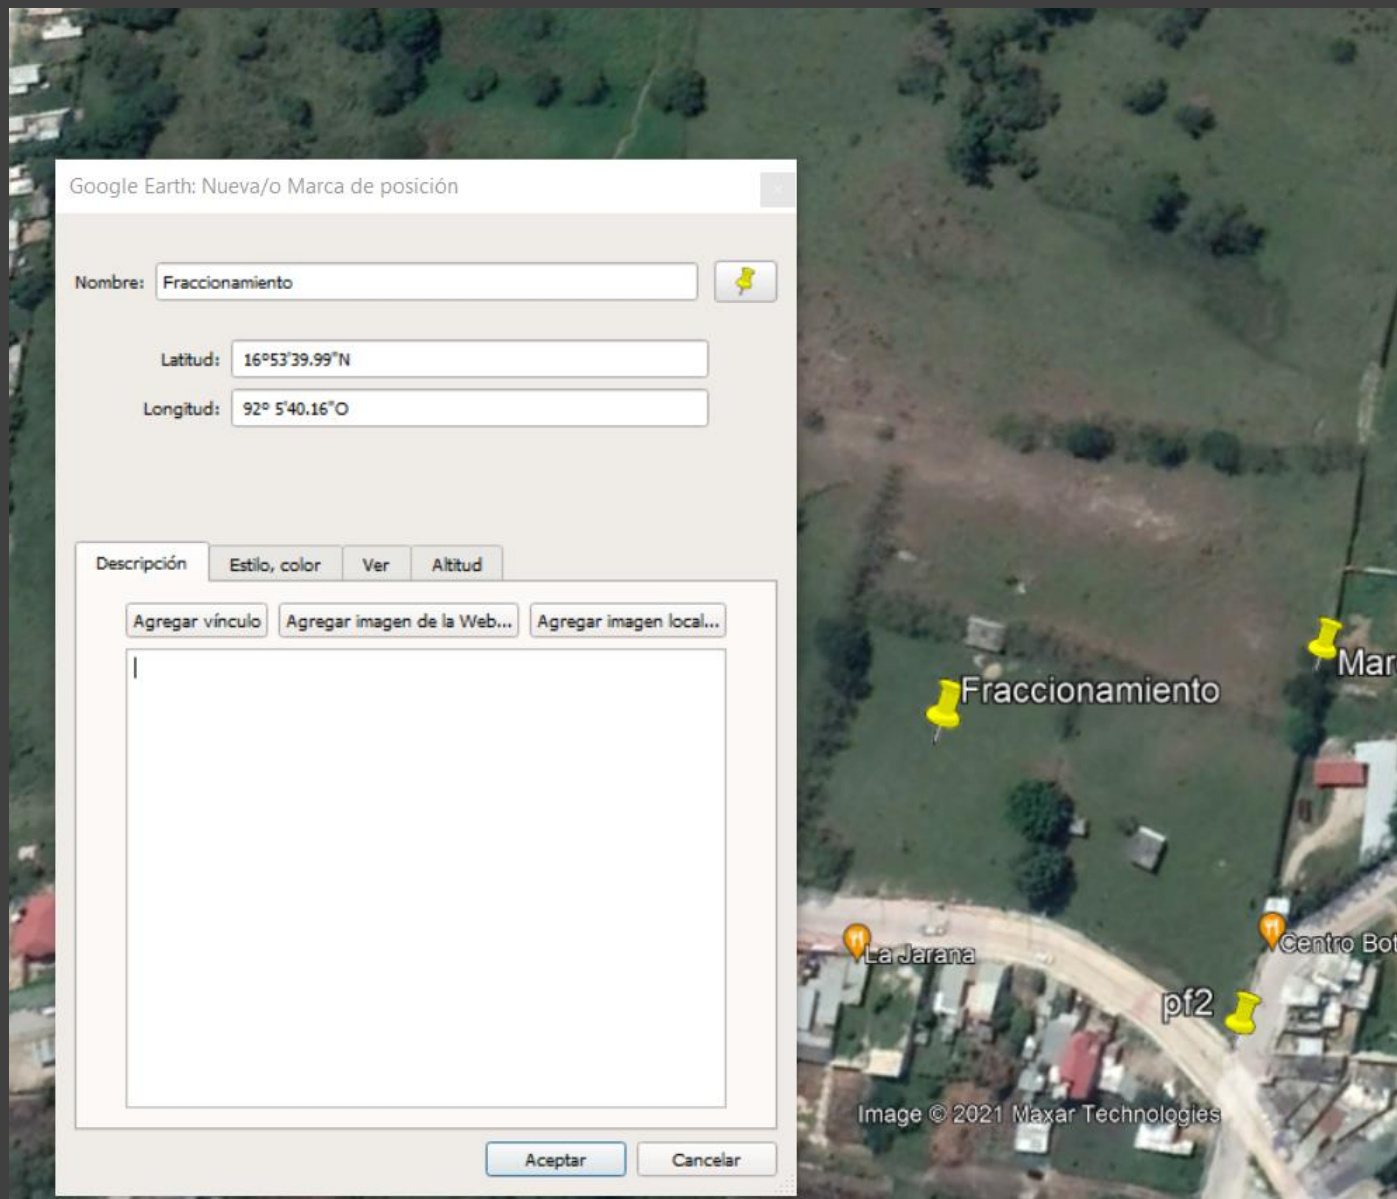 Google Earth: Nueva/o Marca de posición
Nombre: Fraccionamiento
Latitud: 16°53'39.99"N
Longitud: 92° 5'40.16"O
Descripción Estilo, color Ver Altitud
Agregar vínculo Agregar imagen de la Web... Agregar imagen local...
Aceptar Cancelar
Mar
Fraccionamiento
La Jarana
Centro Bot
pf2
Image © 2021 Maxar Technologies